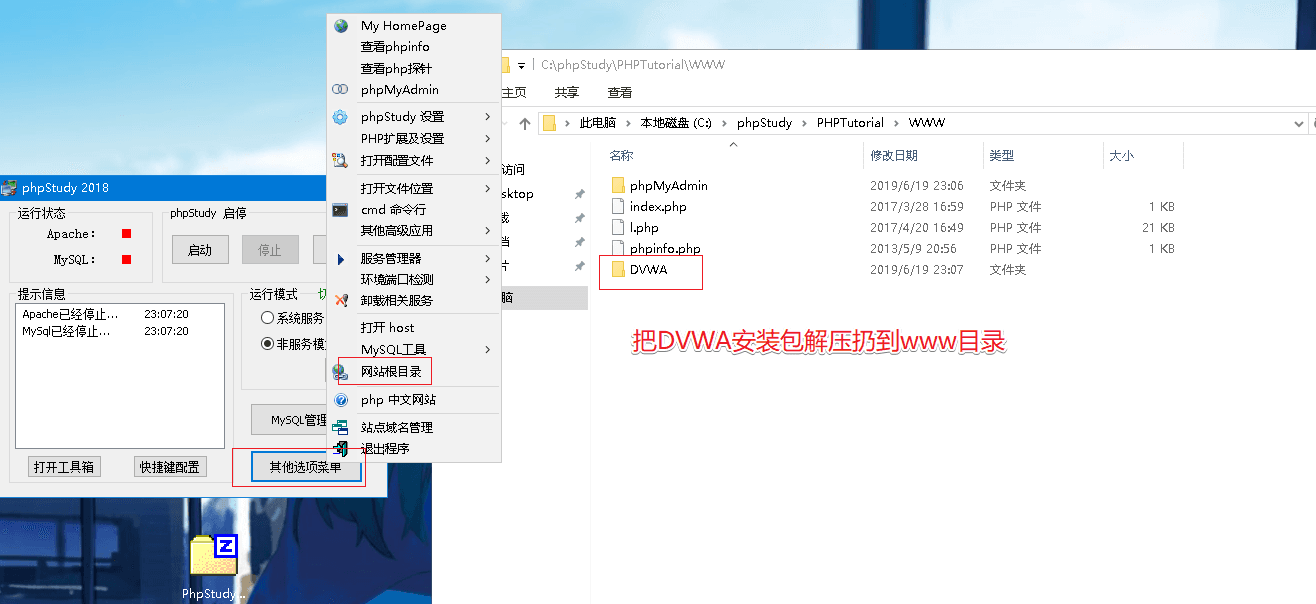 My HomePage
查看phpinfo
查看php探针
phpMyAdmin
phpStudy 设置
PHP扩展及设置
打开配置文件
打开文件位置
cmd 命令行
其他高级应用
服务管理器
环境端口检测
卸载相关服务
打开 host
MySQL工具
网站根目录
php 中文网站
站点域名管理
退出程序
phpStudy 2018
运行状态
Apache:
MySQL:
phpStudy 启停
启动
停止
提示信息
Apache已经停止... 23:07:20
MySql已经停止... 23:07:20
运行模式
系统服务
非服务模
MySQL管理
打开工具箱
快捷键配置
其他选项菜单
PhpStudy...
C:\phpStudy\PHPTutorial\WWW
主页 共享 查看
此电脑 本地磁盘 (C:) phpStudy PHPTutorial WWW
访问
sktop
载
档
片
脑
名称 修改日期 类型 大小
phpMyAdmin 2019/6/19 23:06 文件夹
index.php 2017/3/28 16:59 PHP 文件 1 KB
l.php 2017/4/20 16:49 PHP 文件 21 KB
phpinfo.php 2013/5/9 20:56 PHP 文件 1 KB
DVWA 2019/6/19 23:07 文件夹
把DVWA安装包解压扔到www目录